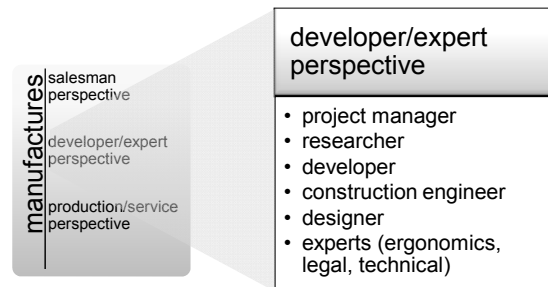 manufactures
salesman
perspective
developer/expert
perspective
production/service
perspective
developer/expert
perspective
• project manager
• researcher
• developer
• construction engineer
• designer
• experts (ergonomics,
legal, technical)